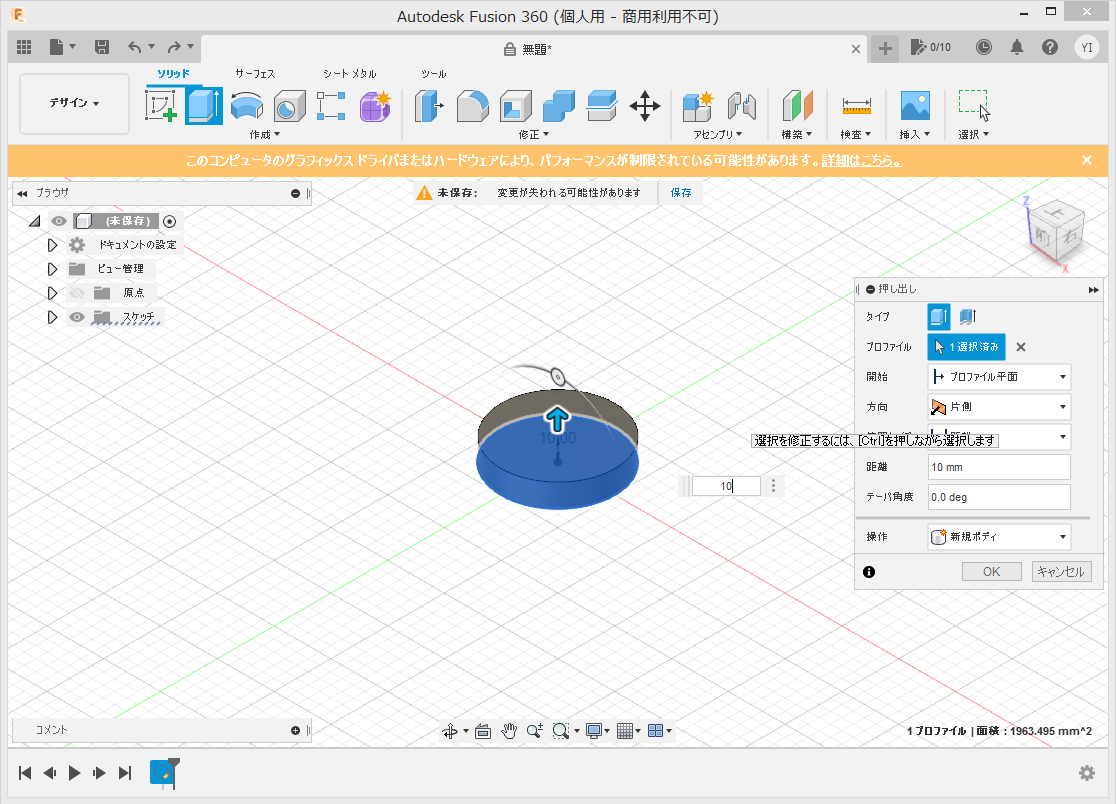 Autodesk Fusion 360 (個人用 - 商用利用不可)
無題*
0/10
YI
デザイン
ソリッド
サーフェス
シート メタル
ツール
作成
修正
アセンブリ
構築
検査
挿入
選択
このコンピュータのグラフィックス ドライバまたはハードウェアにより、パフォーマンスが制限されている可能性があります。詳細はこちら。
ブラウザ
未保存: 変更が失われる可能性があります 保存
(未保存)
ドキュメントの設定
ビュー管理
原点
スケッチ
Z
上
前
右
X
押し出し
タイプ
プロファイル 1 選択済み
開始 プロファイル平面
方向 片側
選択を修正するには、[Ctrl]を押しながら選択します
距離 10 mm
テーパ角度 0.0 deg
操作 新規ボディ
OK キャンセル
10.00
10
コメント
1 プロファイル | 面積 : 1963.495 mm^2